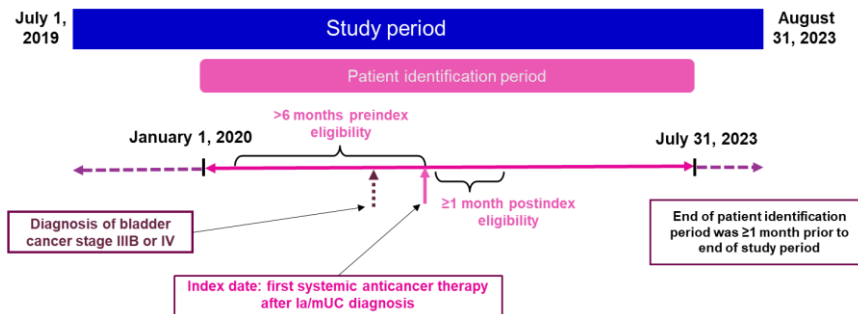 July 1,
2019
Study period
August
31, 2023
Patient identification period
>6 months preindex
eligibility
January 1, 2020
July 31, 2023
≥1 month postindex
eligibility
Diagnosis of bladder
cancer stage IIIB or IV
End of patient identification
period was ≥1 month prior to
end of study period
Index date: first systemic anticancer therapy
after la/mUC diagnosis